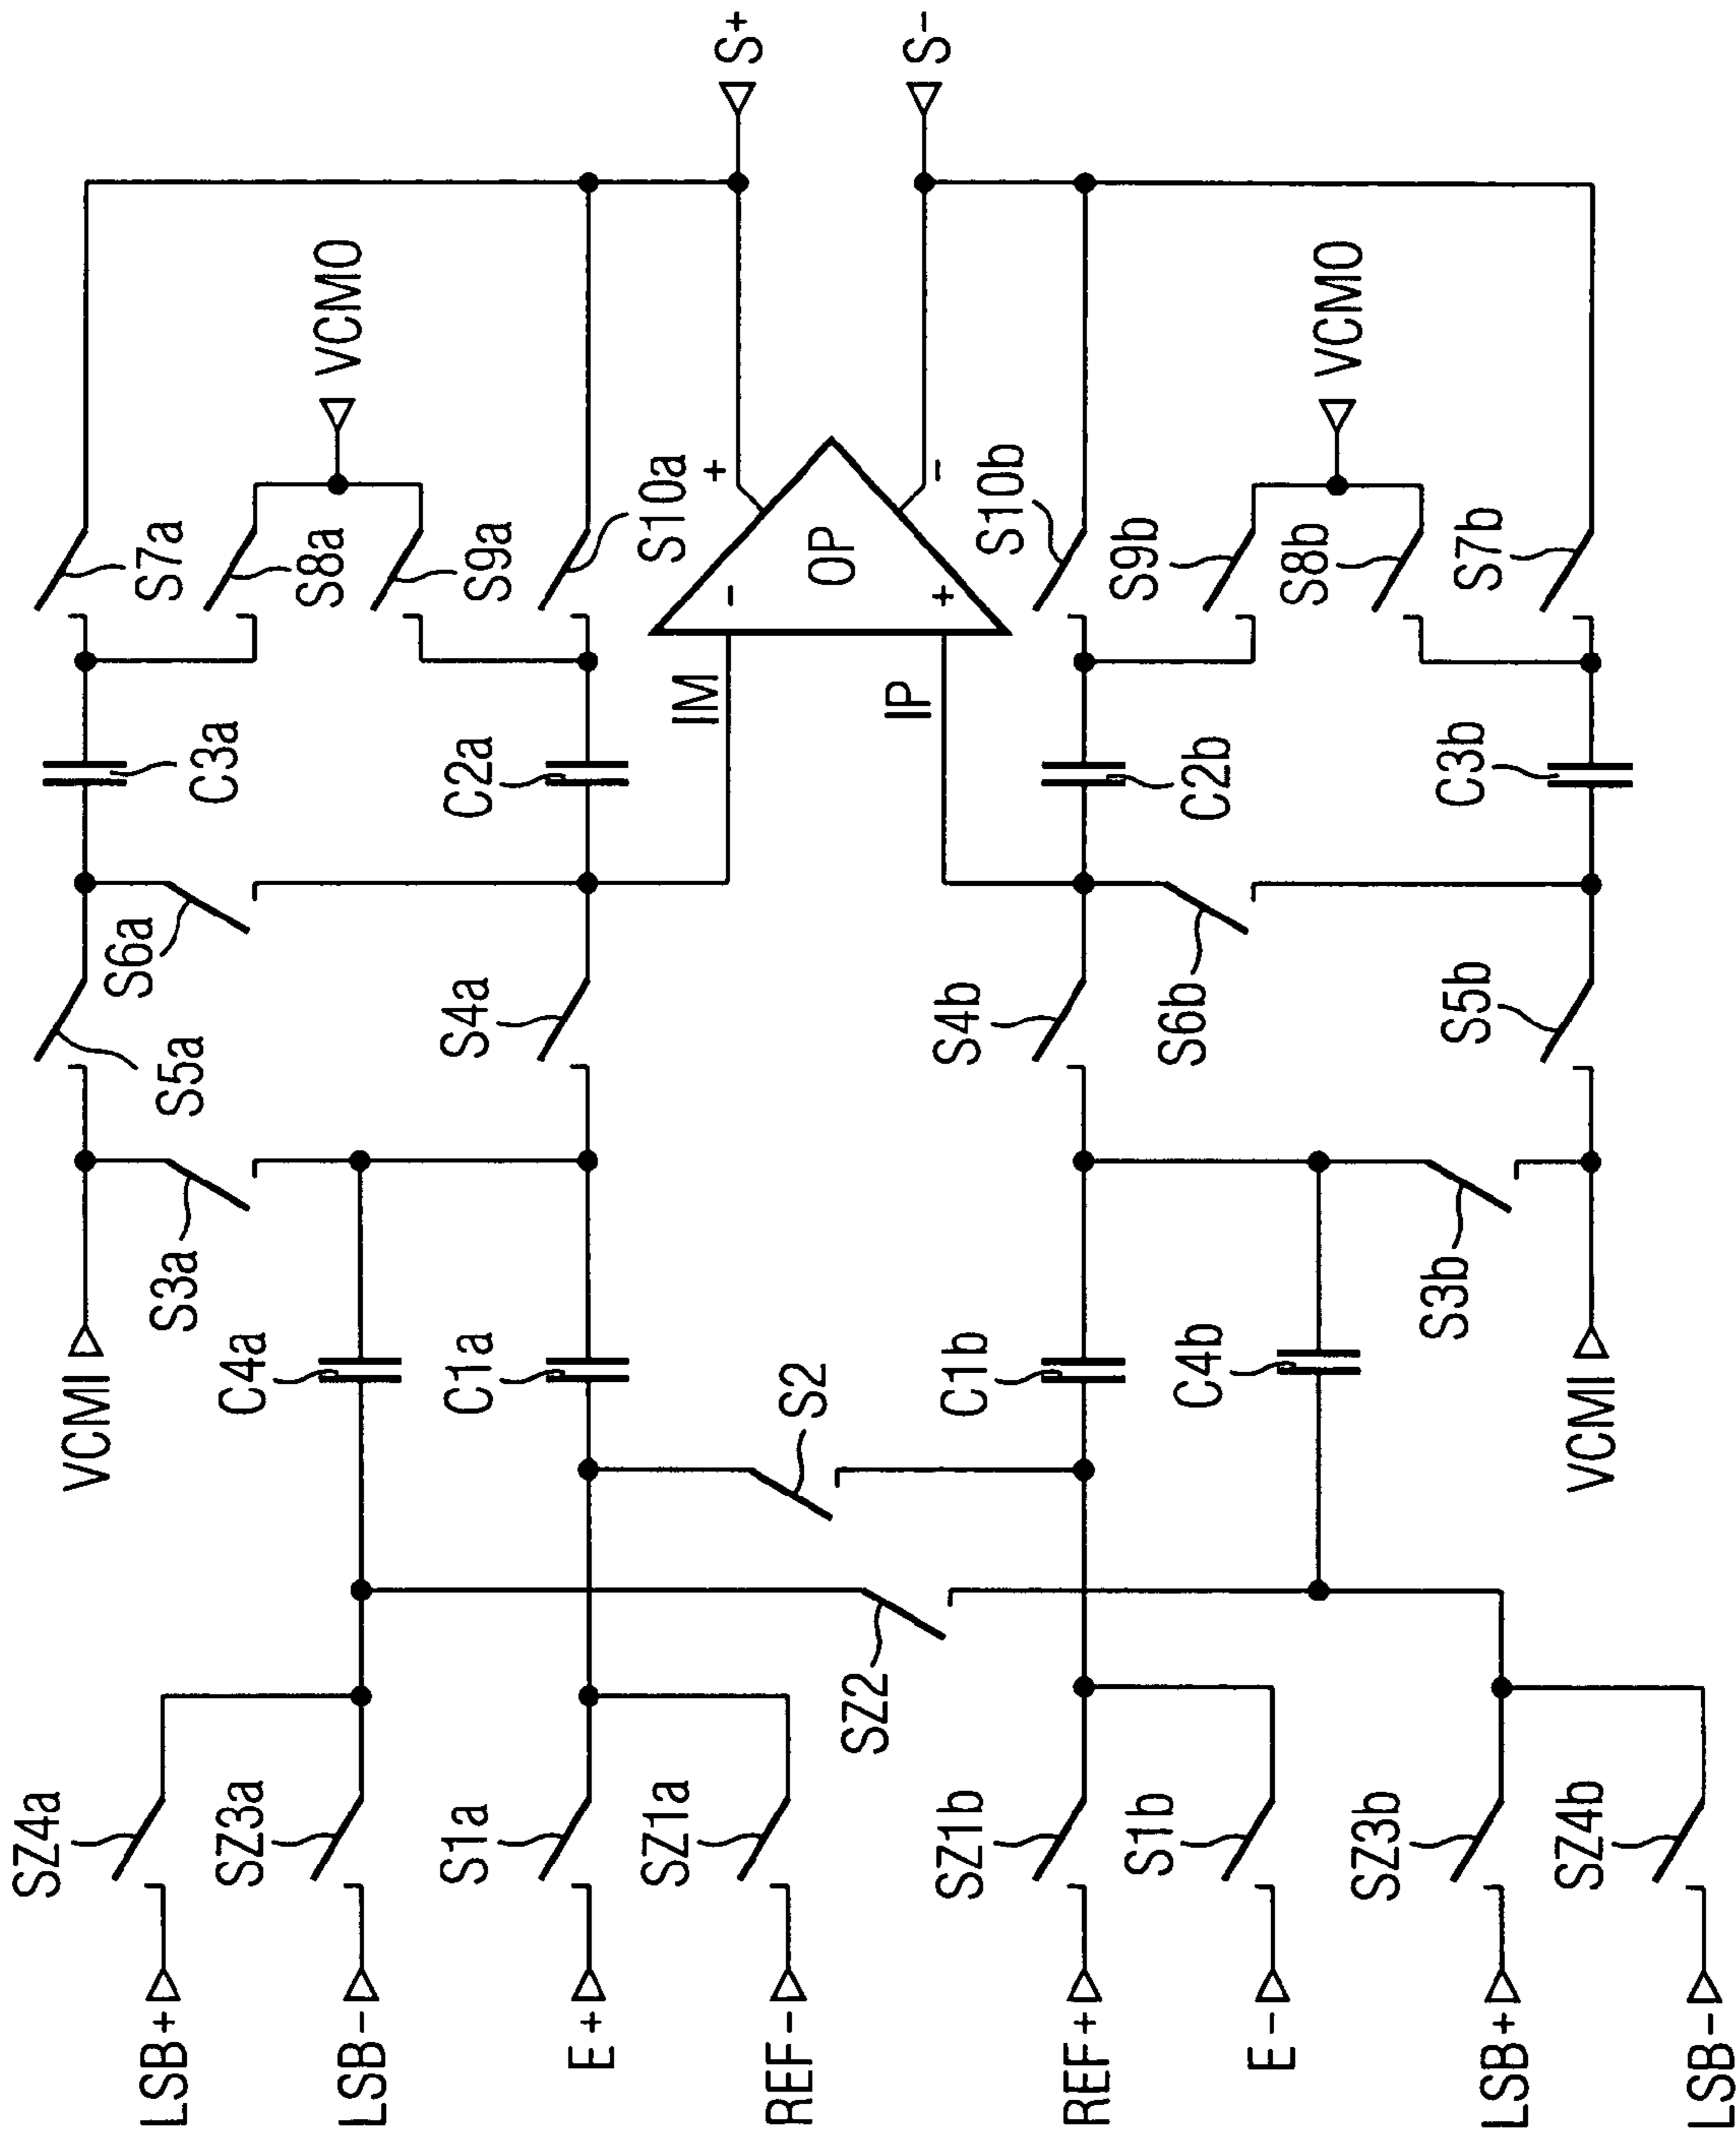 S+
S-
S7a
S8a
VCMO
S9a
S10a
+
-
OP
-
+
S10b
S9b
VCMO
S8b
S7b
C3a
C2a
IM
IP
C2b
C3b
S6a
S5a
S4a
S4b
S6b
S5b
S3a
VCMI
C4a
C1a
S2
C1b
C4b
S3b
VCMI
SZ2
SZ4a
SZ3a
S1a
SZ1a
SZ1b
S1b
SZ3b
SZ4b
LSB+
LSB-
E+
REF-
REF+
E-
LSB+
LSB-